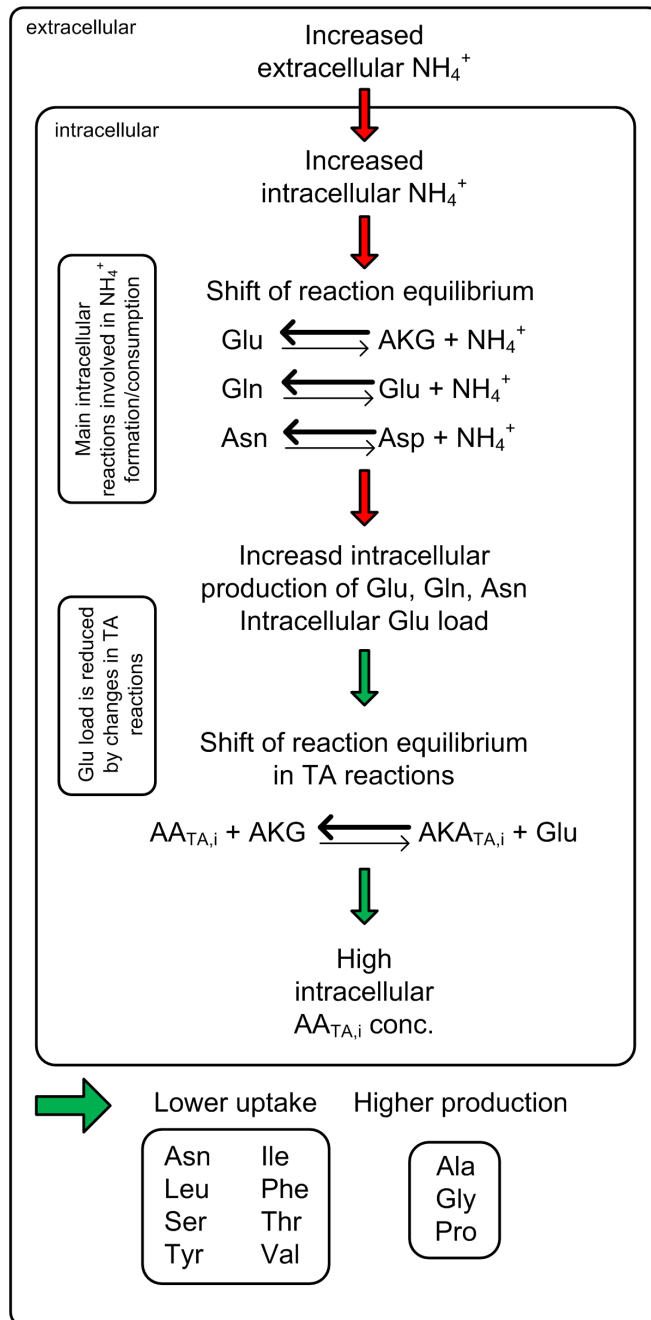 extracellular
Increased
extracellular NH₄⁺
intracellular
Increased
intracellular NH₄⁺
Main intracellular
reactions involved in NH₄⁺
formation/consumption
Shift of reaction equilibrium
Glu AKG + NH₄⁺
Gln Glu + NH₄⁺
Asn Asp + NH₄⁺
Increasd intracellular
production of Glu, Gln, Asn
Intracellular Glu load
Glu load is reduced
by changes in TA
reactions
Shift of reaction equilibrium
in TA reactions
AA_TA,i + AKG AKA_TA,i + Glu
High
intracellular
AA_TA,i conc.
Lower uptake Higher production
Asn Ile
Leu Phe
Ser Thr
Tyr Val
Ala
Gly
Pro